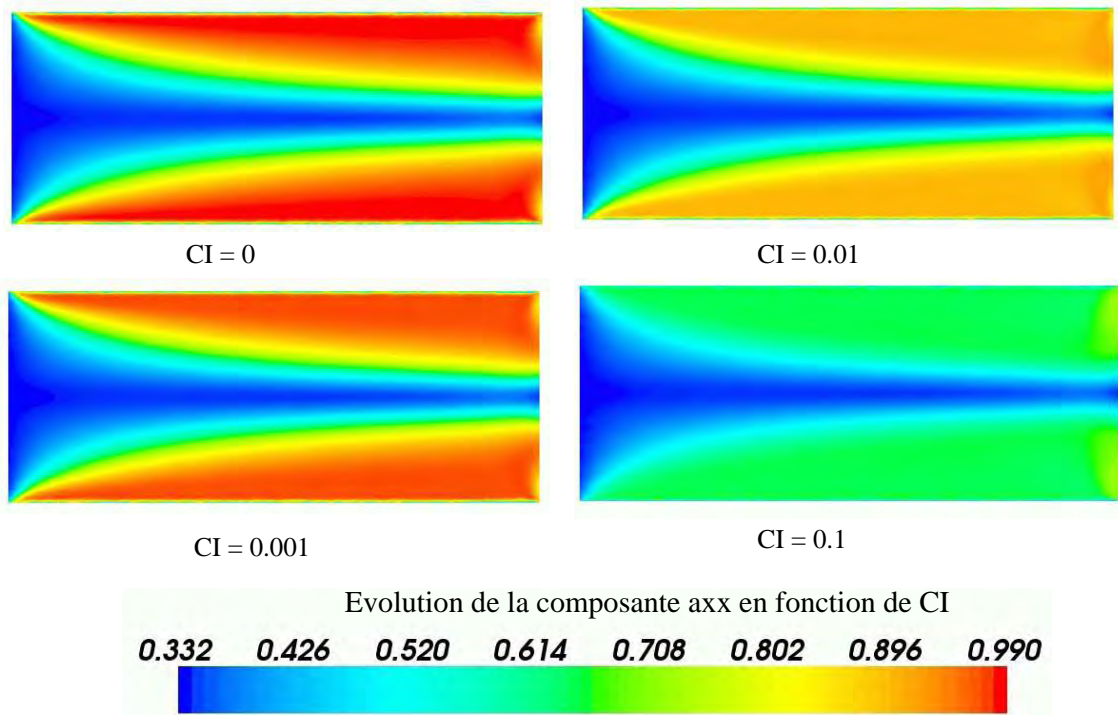 CI = 0
CI = 0.01
CI = 0.001
CI = 0.1
Evolution de la composante axx en fonction de CI
0.332 0.426 0.520 0.614 0.708 0.802 0.896 0.990